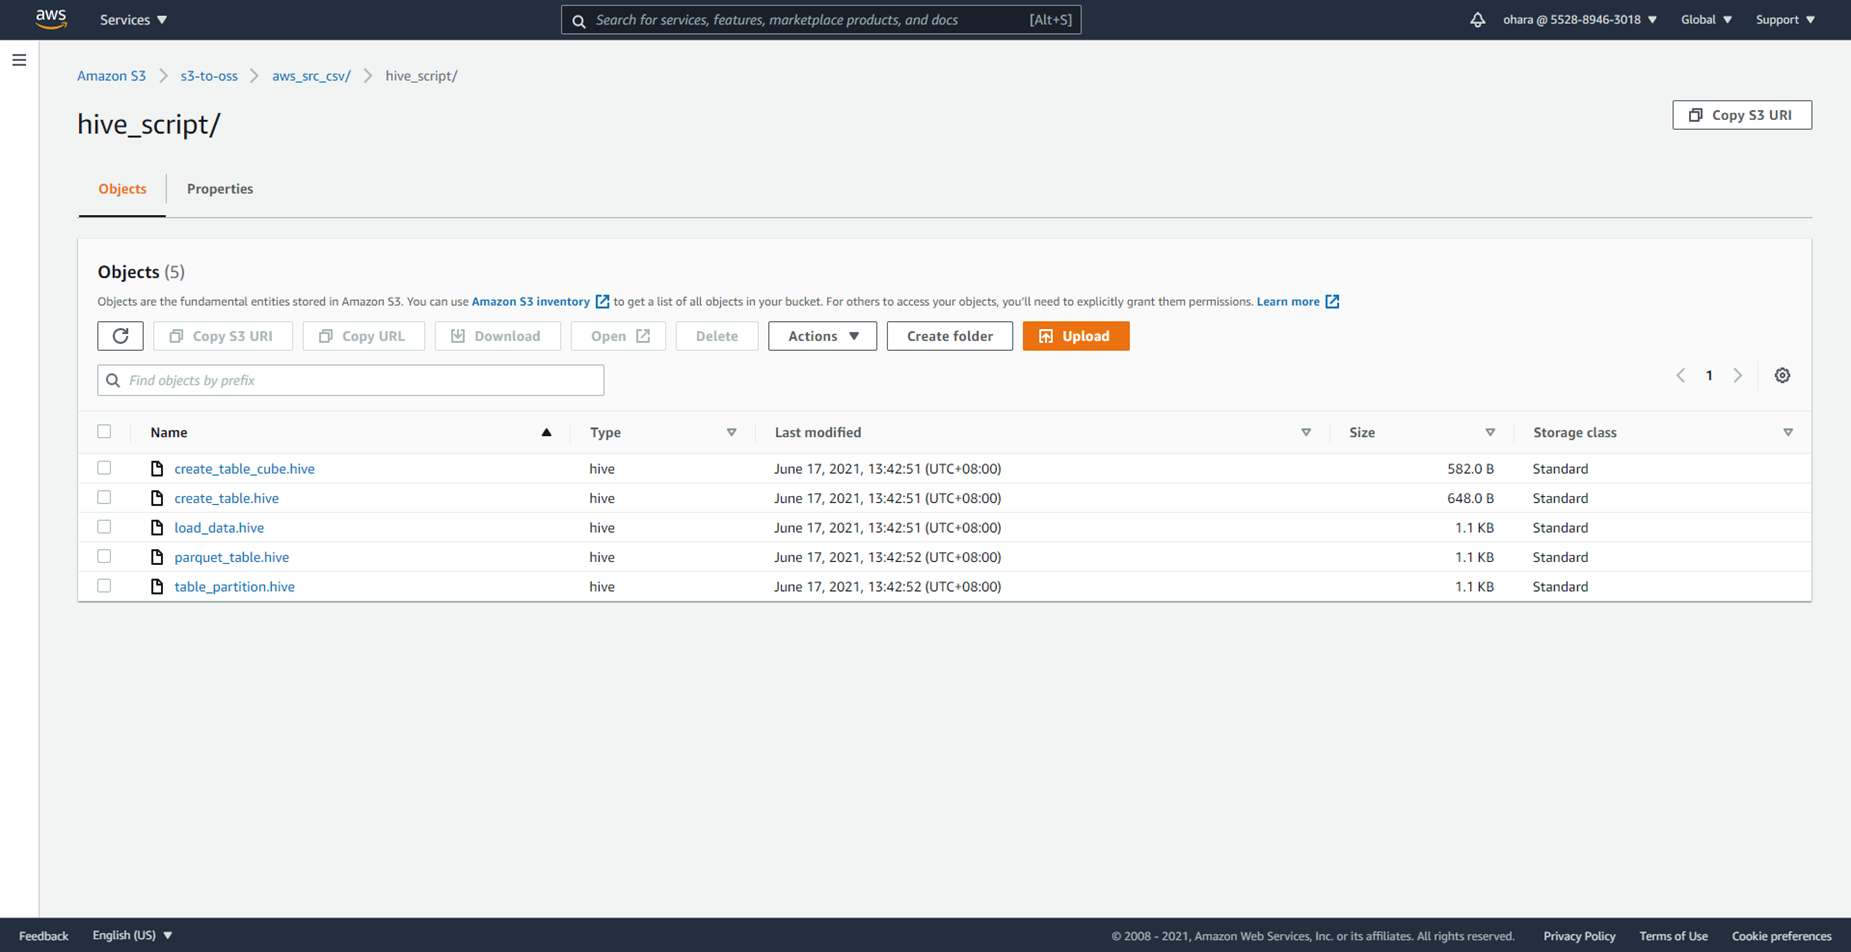 aws Services Search for services, features, marketplace products, and docs [Alt+S] ohara @ 5528-8946-3018 Global Support
Amazon S3 s3-to-oss aws_src_csv/ hive_script/
hive_script/
Copy S3 URI
Objects Properties
Objects (5)
Objects are the fundamental entities stored in Amazon S3. You can use Amazon S3 inventory to get a list of all objects in your bucket. For others to access your objects, you'll need to explicitly grant them permissions. Learn more
Copy S3 URI Copy URL Download Open Delete Actions Create folder Upload
Find objects by prefix 1
Name Type Last modified Size Storage class
create_table_cube.hive hive June 17, 2021, 13:42:51 (UTC+08:00) 582.0 B Standard
create_table.hive hive June 17, 2021, 13:42:51 (UTC+08:00) 648.0 B Standard
load_data.hive hive June 17, 2021, 13:42:51 (UTC+08:00) 1.1 KB Standard
parquet_table.hive hive June 17, 2021, 13:42:52 (UTC+08:00) 1.1 KB Standard
table_partition.hive hive June 17, 2021, 13:42:52 (UTC+08:00) 1.1 KB Standard
Feedback English (US) © 2008 - 2021, Amazon Web Services, Inc. or its affiliates. All rights reserved. Privacy Policy Terms of Use Cookie preferences